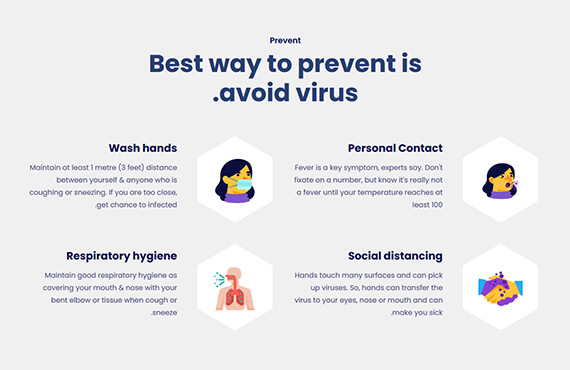 Prevent
Best way to prevent is
.avoid virus
Wash hands
Maintain at least 1 metre (3 feet) distance
between yourself & anyone who is
coughing or sneezing. If you are too close,
.get chance to infected
Personal Contact
Fever is a key symptom, experts say. Don't
fixate on a number, but know it's really not
a fever until your temperature reaches at
least 100
Respiratory hygiene
Maintain good respiratory hygiene as
covering your mouth & nose with your
bent elbow or tissue when cough or
.sneeze
Social distancing
Hands touch many surfaces and can pick
up viruses. So, hands can transfer the
virus to your eyes, nose or mouth and can
.make you sick